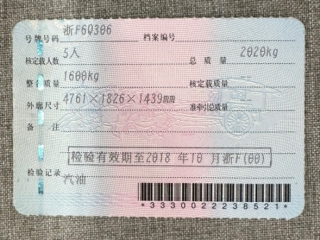 号牌号码 浙F6Q306 档案编号
核定载人数 5人 总质量 2020kg
整备质量 1600kg 核定载质量
外廓尺寸 4761×1826×1439mm 准牵引总质量
备注
检验有效期至2018 年10 月浙F(00)
检验记录 汽油
*3330022238521*